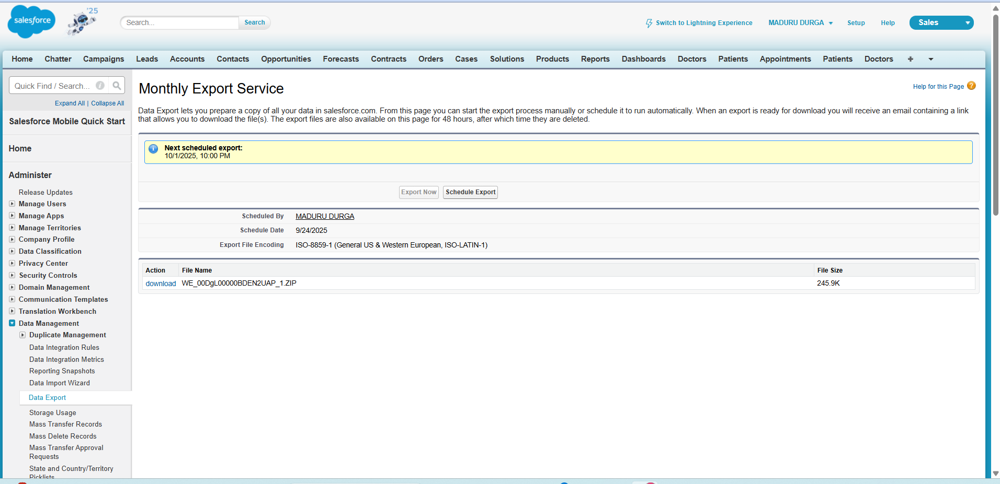 salesforce
'25
Search...
Search
Switch to Lightning Experience
MADURU DURGA
Setup
Help
Sales
Home
Chatter
Campaigns
Leads
Accounts
Contacts
Opportunities
Forecasts
Contracts
Orders
Cases
Solutions
Products
Reports
Dashboards
Doctors
Patients
Appointments
Patients
Doctors
+
Quick Find / Search...
Expand All | Collapse All
Salesforce Mobile Quick Start
Home
Administer
Release Updates
Manage Users
Manage Apps
Manage Territories
Company Profile
Data Classification
Privacy Center
Security Controls
Domain Management
Communication Templates
Translation Workbench
Data Management
Duplicate Management
Data Integration Rules
Data Integration Metrics
Reporting Snapshots
Data Import Wizard
Data Export
Storage Usage
Mass Transfer Records
Mass Delete Records
Mass Transfer Approval
Requests
State and Country/Territory
Picklists
Monthly Export Service
Help for this Page
Data Export lets you prepare a copy of all your data in salesforce.com. From this page you can start the export process manually or schedule it to run automatically. When an export is ready for download you will receive an email containing a link
that allows you to download the file(s). The export files are also available on this page for 48 hours, after which time they are deleted.
Next scheduled export:
10/1/2025, 10:00 PM
Export Now
Schedule Export
Scheduled By MADURU DURGA
Schedule Date 9/24/2025
Export File Encoding ISO-8859-1 (General US & Western European, ISO-LATIN-1)
Action File Name File Size
download WE_00DgL00000BDEN2UAP_1.ZIP 245.9K